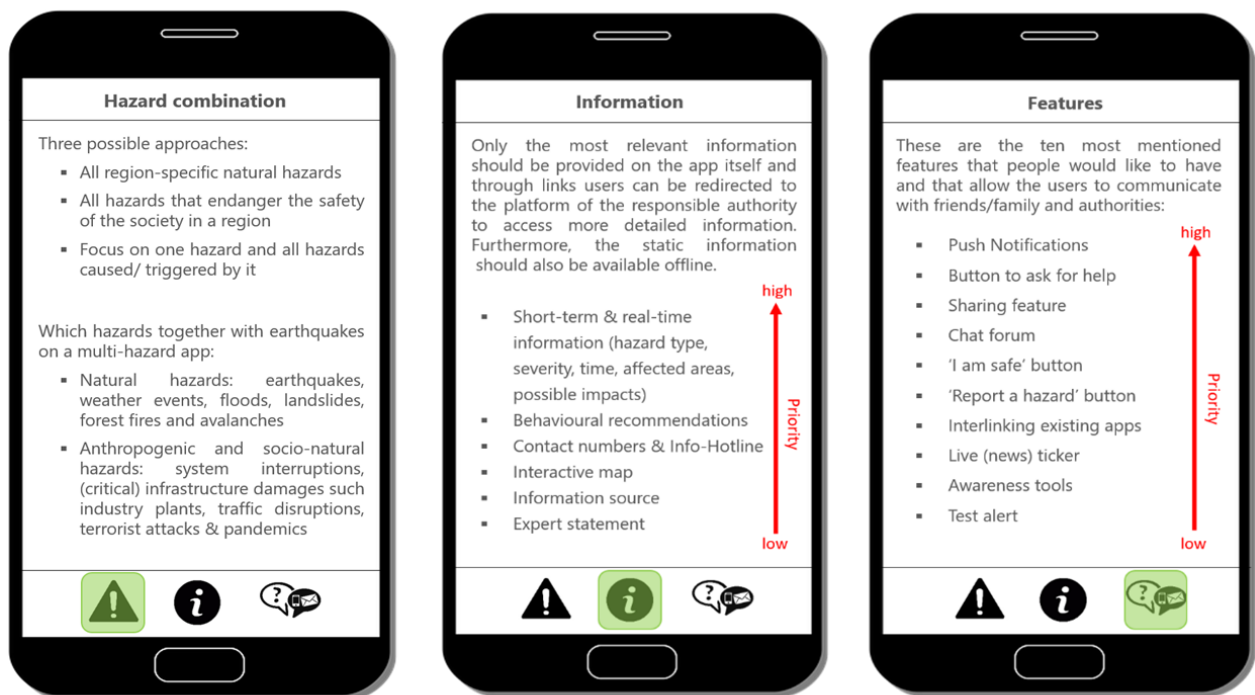 Hazard combination
Three possible approaches:
▪ All region-specific natural hazards
▪ All hazards that endanger the safety
of the society in a region
▪ Focus on one hazard and all hazards
caused/ triggered by it
Which hazards together with earthquakes
on a multi-hazard app:
▪ Natural hazards: earthquakes,
weather events, floods, landslides,
forest fires and avalanches
▪ Anthropogenic and socio-natural
hazards: system interruptions,
(critical) infrastructure damages such
industry plants, traffic disruptions,
terrorist attacks & pandemics
Information
Only the most relevant information
should be provided on the app itself and
through links users can be redirected to
the platform of the responsible authority
to access more detailed information.
Furthermore, the static information
should also be available offline.
▪ Short-term & real-time
information (hazard type,
severity, time, affected areas,
possible impacts)
▪ Behavioural recommendations
▪ Contact numbers & Info-Hotline
▪ Interactive map
▪ Information source
▪ Expert statement
high
Priority
low
Features
These are the ten most mentioned
features that people would like to have
and that allow the users to communicate
with friends/family and authorities:
▪ Push Notifications
▪ Button to ask for help
▪ Sharing feature
▪ Chat forum
▪ 'I am safe' button
▪ 'Report a hazard' button
▪ Interlinking existing apps
▪ Live (news) ticker
▪ Awareness tools
▪ Test alert
high
Priority
low